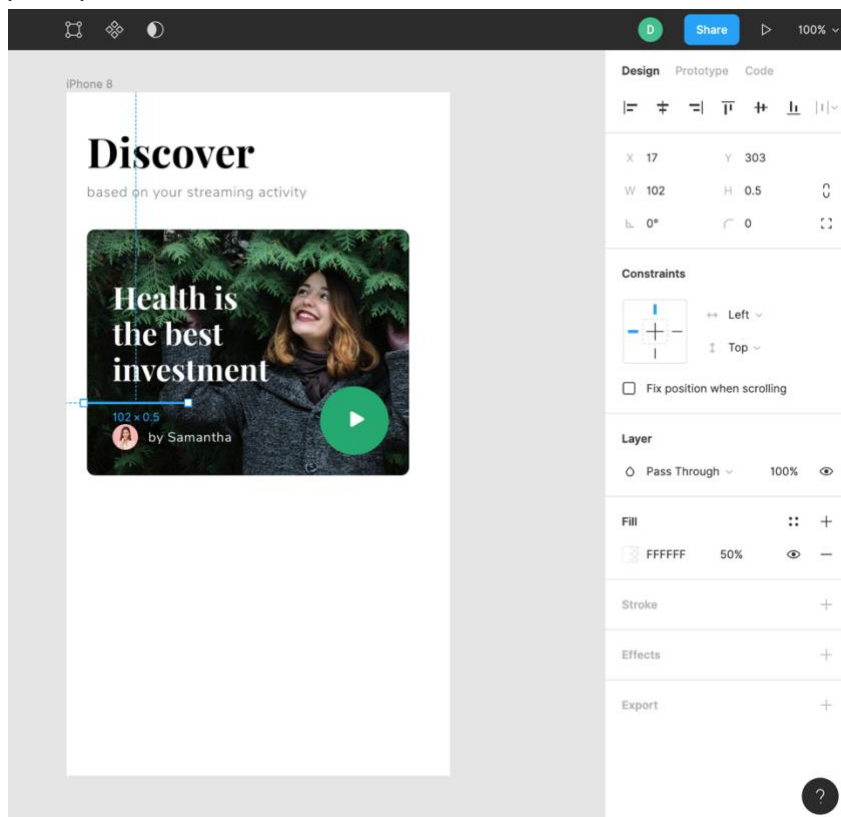 D Share 100%
Design Prototype Code
iPhone 8
Discover
based on your streaming activity
Health is
the best
investment
102 × 0.5
by Samantha
X 17 Y 303
W 102 H 0.5
0° 0
Constraints
Left
Top
Fix position when scrolling
Layer
Pass Through 100%
Fill
FFFFFF 50%
Stroke
Effects
Export
?